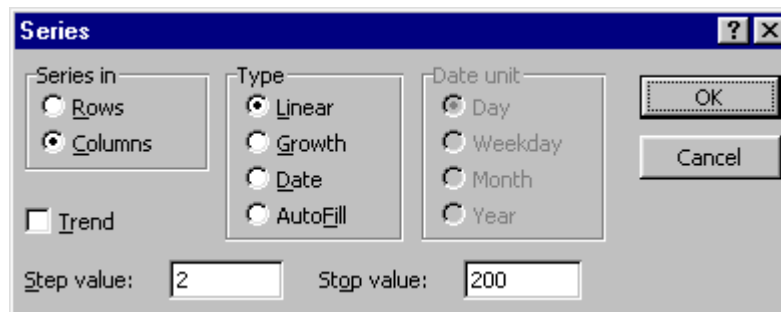 Series
Series in
Rows
Columns
Trend
Type
Linear
Growth
Date
AutoFill
Date unit
Day
Weekday
Month
Year
OK
Cancel
Step value: 2
Stop value: 200